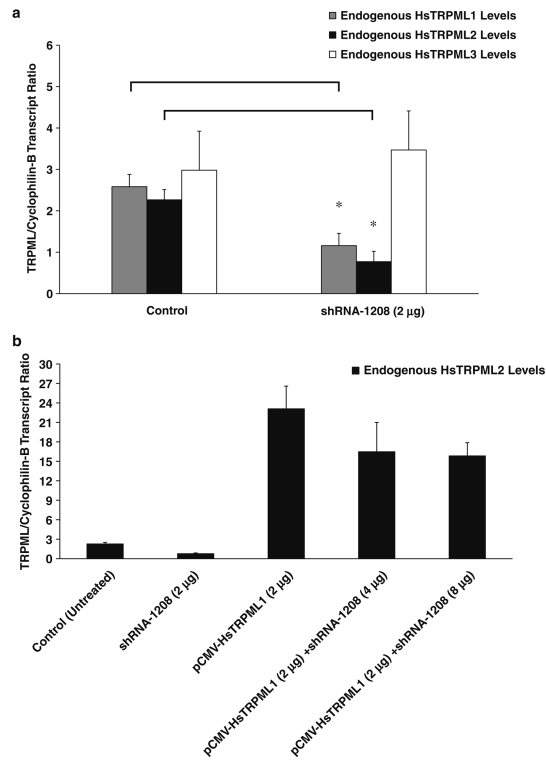 a
Endogenous HsTRPML1 Levels
Endogenous HsTRPML2 Levels
Endogenous HsTRPML3 Levels
TRPML/Cyclophilin-B Transcript Ratio
6
5
4
3
2
1
0
*
*
Control
shRNA-1208 (2 μg)
b
Endogenous HsTRPML2 Levels
TRPML/Cyclophilin-B Transcript Ratio
30
27
24
21
18
15
12
9
6
3
0
Control (Untreated)
shRNA-1208 (2 μg)
pCMV-HsTRPML1 (2 μg)
pCMV-HsTRPML1 (2 μg) +shRNA-1208 (4 μg)
pCMV-HsTRPML1 (2 μg) +shRNA-1208 (8 μg)